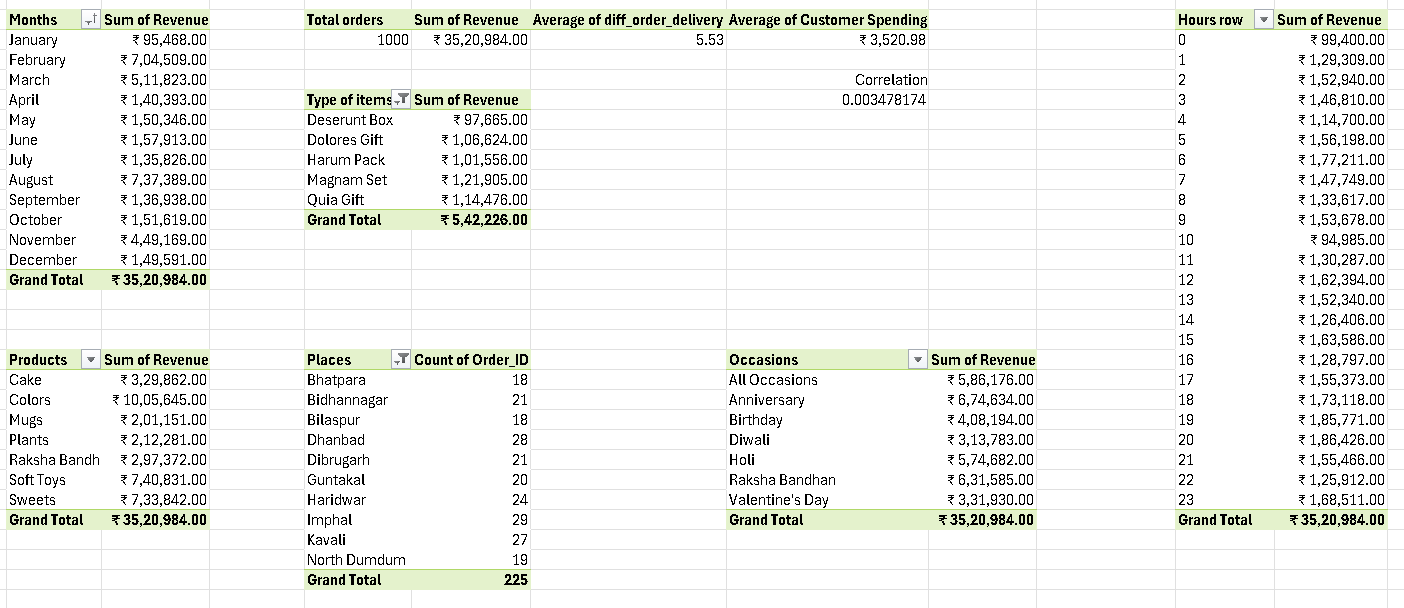 Months Sum of Revenue
January ₹ 95,468.00
February ₹ 7,04,509.00
March ₹ 5,11,823.00
April ₹ 1,40,393.00
May ₹ 1,50,346.00
June ₹ 1,57,913.00
July ₹ 1,35,826.00
August ₹ 7,37,389.00
September ₹ 1,36,938.00
October ₹ 1,51,619.00
November ₹ 4,49,169.00
December ₹ 1,49,591.00
Grand Total ₹ 35,20,984.00
Total orders Sum of Revenue Average of diff_order_delivery Average of Customer Spending
1000 ₹ 35,20,984.00 5.53 ₹ 3,520.98
Correlation
0.003478174
Type of items Sum of Revenue
Deserunt Box ₹ 97,665.00
Dolores Gift ₹ 1,06,624.00
Harum Pack ₹ 1,01,556.00
Magnam Set ₹ 1,21,905.00
Quia Gift ₹ 1,14,476.00
Grand Total ₹ 5,42,226.00
Hours row Sum of Revenue
0 ₹ 99,400.00
1 ₹ 1,29,309.00
2 ₹ 1,52,940.00
3 ₹ 1,46,810.00
4 ₹ 1,14,700.00
5 ₹ 1,56,198.00
6 ₹ 1,77,211.00
7 ₹ 1,47,749.00
8 ₹ 1,33,617.00
9 ₹ 1,53,678.00
10 ₹ 94,985.00
11 ₹ 1,30,287.00
12 ₹ 1,62,394.00
13 ₹ 1,52,340.00
14 ₹ 1,26,406.00
15 ₹ 1,63,586.00
16 ₹ 1,28,797.00
17 ₹ 1,55,373.00
18 ₹ 1,73,118.00
19 ₹ 1,85,771.00
20 ₹ 1,86,426.00
21 ₹ 1,55,466.00
22 ₹ 1,25,912.00
23 ₹ 1,68,511.00
Grand Total ₹ 35,20,984.00
Products Sum of Revenue
Cake ₹ 3,29,862.00
Colors ₹ 10,05,645.00
Mugs ₹ 2,01,151.00
Plants ₹ 2,12,281.00
Raksha Bandh ₹ 2,97,372.00
Soft Toys ₹ 7,40,831.00
Sweets ₹ 7,33,842.00
Grand Total ₹ 35,20,984.00
Places Count of Order_ID
Bhatpara 18
Bidhannagar 21
Bilaspur 18
Dhanbad 28
Dibrugarh 21
Guntakal 20
Haridwar 24
Imphal 29
Kavali 27
North Dumdum 19
Grand Total 225
Occasions Sum of Revenue
All Occasions ₹ 5,86,176.00
Anniversary ₹ 6,74,634.00
Birthday ₹ 4,08,194.00
Diwali ₹ 3,13,783.00
Holi ₹ 5,74,682.00
Raksha Bandhan ₹ 6,31,585.00
Valentine's Day ₹ 3,31,930.00
Grand Total ₹ 35,20,984.00